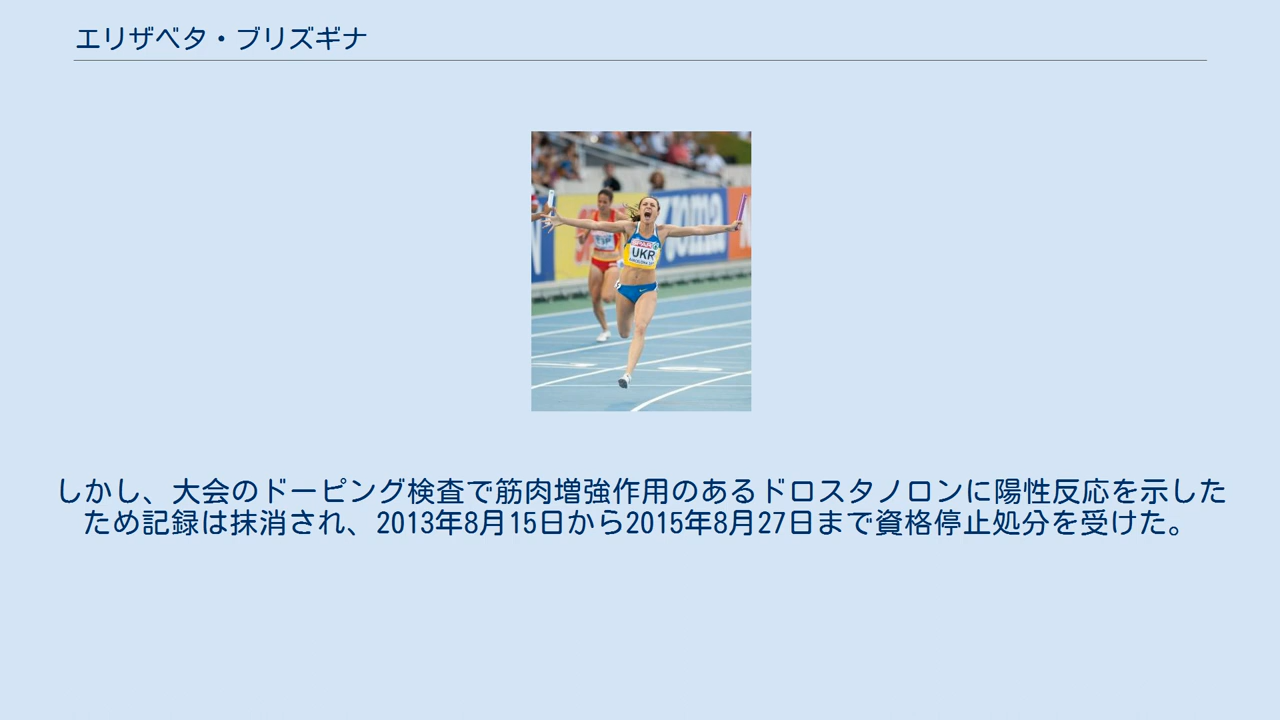 エリザベタ・ブリズギナ
UKR
しかし、大会のドーピング検査で筋肉増強作用のあるドロスタノロンに陽性反応を示した
ため記録は抹消され、2013年8月15日から2015年8月27日まで資格停止処分を受けた。